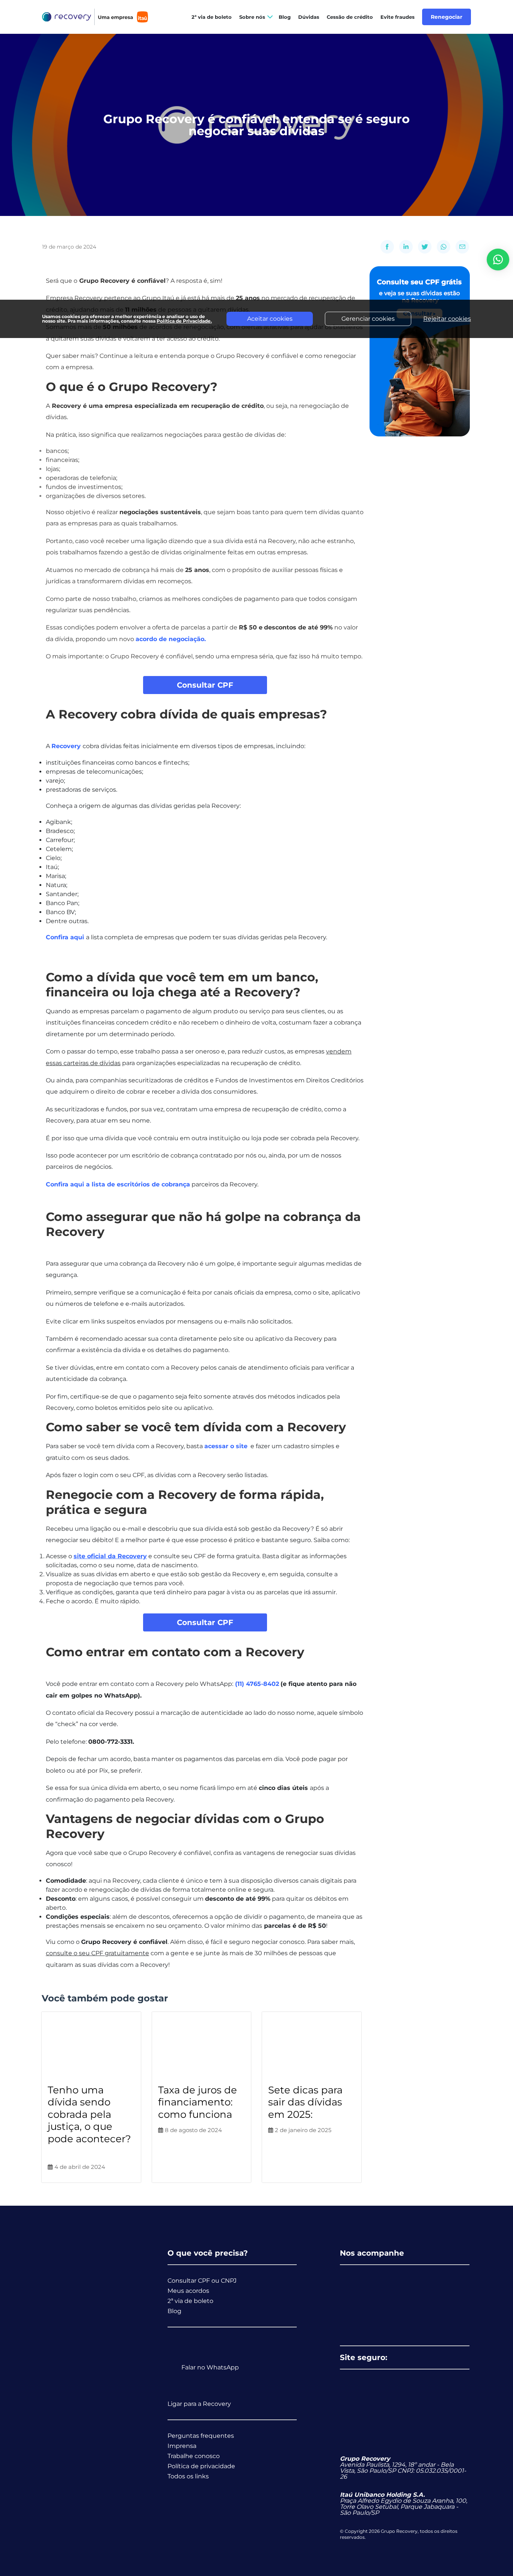 recovery Uma empresa Itaú
2ª via de boleto Sobre nós Blog Dúvidas Cessão de crédito Evite fraudes Renegociar
Grupo Recovery é confiável: entenda se é seguro
negociar suas dívidas
recovery
19 de março de 2024
Será que o Grupo Recovery é confiável? A resposta é, sim!
Empresa Recovery pertence ao Grupo Itaú e já está há mais de 25 anos no mercado de recuperação de
Consulte seu CPF grátis
e veja se suas dívidas estão
Usamos cookies pra oferecer a melhor experiência e analisar o uso de
nosso site. Pra mais informações, consulte nossa Política de Privacidade.
Aceitar cookies
Gerenciar cookies
Rejeitar cookies
a quitarem suas dívidas e voltarem a ter acesso a crédito.
Quer saber mais? Continue a leitura e entenda por que o Grupo Recovery é confiável e como renegociar
com a empresa.
O que é o Grupo Recovery?
A Recovery é uma empresa especializada em recuperação de crédito, ou seja, na renegociação de
dívidas.
Na prática, isso significa que realizamos negociações para a gestão de dívidas de:
bancos;
financeiras;
lojas;
operadoras de telefonia;
fundos de investimentos;
organizações de diversos setores.
Nosso objetivo é realizar negociações sustentáveis, que sejam boas tanto para quem tem dívidas quanto
para as empresas para as quais trabalhamos.
Portanto, caso você receber uma ligação dizendo que a sua dívida está na Recovery, não ache estranho,
pois trabalhamos fazendo a gestão de dívidas originalmente feitas em outras empresas.
Atuamos no mercado de cobrança há mais de 25 anos, com o propósito de auxiliar pessoas físicas e
jurídicas a transformarem dívidas em recomeços.
Como parte de nosso trabalho, criamos as melhores condições de pagamento para que todos consigam
regularizar suas pendências.
Essas condições podem envolver a oferta de parcelas a partir de R$ 50 e descontos de até 99% no valor
da dívida, propondo um novo acordo de negociação.
O mais importante: o Grupo Recovery é confiável, sendo uma empresa séria, que faz isso há muito tempo.
Consultar CPF
A Recovery cobra dívida de quais empresas?
A Recovery cobra dívidas feitas inicialmente em diversos tipos de empresas, incluindo:
instituições financeiras como bancos e fintechs;
empresas de telecomunicações;
varejo;
prestadoras de serviços.
Conheça a origem de algumas das dívidas geridas pela Recovery:
Agibank;
Bradesco;
Carrefour;
Cetelem;
Cielo;
Itaú;
Marisa;
Natura;
Santander;
Banco Pan;
Banco BV;
Dentre outras.
Confira aqui a lista completa de empresas que podem ter suas dívidas geridas pela Recovery.
Como a dívida que você tem em um banco,
financeira ou loja chega até a Recovery?
Quando as empresas parcelam o pagamento de algum produto ou serviço para seus clientes, ou as
instituições financeiras concedem crédito e não recebem o dinheiro de volta, costumam fazer a cobrança
diretamente por um determinado período.
Com o passar do tempo, esse trabalho passa a ser oneroso e, para reduzir custos, as empresas vendem
essas carteiras de dívidas para organizações especializadas na recuperação de crédito.
Ou ainda, para companhias securitizadoras de créditos e Fundos de Investimentos em Direitos Creditórios
que adquirem o direito de cobrar e receber a dívida dos consumidores.
As securitizadoras e fundos, por sua vez, contratam uma empresa de recuperação de crédito, como a
Recovery, para atuar em seu nome.
É por isso que uma dívida que você contraiu em outra instituição ou loja pode ser cobrada pela Recovery.
Isso pode acontecer por um escritório de cobrança contratado por nós ou, ainda, por um de nossos
parceiros de negócios.
Confira aqui a lista de escritórios de cobrança parceiros da Recovery.
Como assegurar que não há golpe na cobrança da
Recovery
Para assegurar que uma cobrança da Recovery não é um golpe, é importante seguir algumas medidas de
segurança.
Primeiro, sempre verifique se a comunicação é feita por canais oficiais da empresa, como o site, aplicativo
ou números de telefone e e-mails autorizados.
Evite clicar em links suspeitos enviados por mensagens ou e-mails não solicitados.
Também é recomendado acessar sua conta diretamente pelo site ou aplicativo da Recovery para
confirmar a existência da dívida e os detalhes do pagamento.
Se tiver dúvidas, entre em contato com a Recovery pelos canais de atendimento oficiais para verificar a
autenticidade da cobrança.
Por fim, certifique-se de que o pagamento seja feito somente através dos métodos indicados pela
Recovery, como boletos emitidos pelo site ou aplicativo.
Como saber se você tem dívida com a Recovery
Para saber se você tem dívida com a Recovery, basta acessar o site e fazer um cadastro simples e
gratuito com os seus dados.
Após fazer o login com o seu CPF, as dívidas com a Recovery serão listadas.
Renegocie com a Recovery de forma rápida,
prática e segura
Recebeu uma ligação ou e-mail e descobriu que sua dívida está sob gestão da Recovery? É só abrir
renegociar seu débito! E a melhor parte é que esse processo é prático e bastante seguro. Saiba como:
1. Acesse o site oficial da Recovery e consulte seu CPF de forma gratuita. Basta digitar as informações
solicitadas, como o seu nome, data de nascimento.
2. Visualize as suas dívidas em aberto e que estão sob gestão da Recovery e, em seguida, consulte a
proposta de negociação que temos para você.
3. Verifique as condições, garanta que terá dinheiro para pagar à vista ou as parcelas que irá assumir.
4. Feche o acordo. É muito rápido.
Consultar CPF
Como entrar em contato com a Recovery
Você pode entrar em contato com a Recovery pelo WhatsApp: (11) 4765-8402 (e fique atento para não
cair em golpes no WhatsApp).
O contato oficial da Recovery possui a marcação de autenticidade ao lado do nosso nome, aquele símbolo
de “check” na cor verde.
Pelo telefone: 0800-772-3331.
Depois de fechar um acordo, basta manter os pagamentos das parcelas em dia. Você pode pagar por
boleto ou até por Pix, se preferir.
Se essa for sua única dívida em aberto, o seu nome ficará limpo em até cinco dias úteis após a
confirmação do pagamento pela Recovery.
Vantagens de negociar dívidas com o Grupo
Recovery
Agora que você sabe que o Grupo Recovery é confiável, confira as vantagens de renegociar suas dívidas
conosco!
Comodidade: aqui na Recovery, cada cliente é único e tem à sua disposição diversos canais digitais para
fazer acordo e renegociação de dívidas de forma totalmente online e segura.
Desconto: em alguns casos, é possível conseguir um desconto de até 99% para quitar os débitos em
aberto.
Condições especiais: além de descontos, oferecemos a opção de dividir o pagamento, de maneira que as
prestações mensais se encaixem no seu orçamento. O valor mínimo das parcelas é de R$ 50!
Viu como o Grupo Recovery é confiável. Além disso, é fácil e seguro negociar conosco. Para saber mais,
consulte o seu CPF gratuitamente com a gente e se junte às mais de 30 milhões de pessoas que
quitaram as suas dívidas com a Recovery!
Você também pode gostar
Tenho uma
dívida sendo
cobrada pela
justiça, o que
pode acontecer?
4 de abril de 2024
Taxa de juros de
financiamento:
como funciona
8 de agosto de 2024
Sete dicas para
sair das dívidas
em 2025:
2 de janeiro de 2025
O que você precisa?
Consultar CPF ou CNPJ
Meus acordos
2ª via de boleto
Blog
Falar no WhatsApp
Ligar para a Recovery
Perguntas frequentes
Imprensa
Trabalhe conosco
Política de privacidade
Todos os links
Nos acompanhe
Site seguro:
Grupo Recovery
Avenida Paulista, 1294, 18º andar - Bela
Vista, São Paulo/SP CNPJ: 05.032.035/0001-
26
Itaú Unibanco Holding S.A.
Praça Alfredo Egydio de Souza Aranha, 100,
Torre Olavo Setubal, Parque Jabaquara -
São Paulo/SP
© Copyright 2026 Grupo Recovery, todos os direitos
reservados.